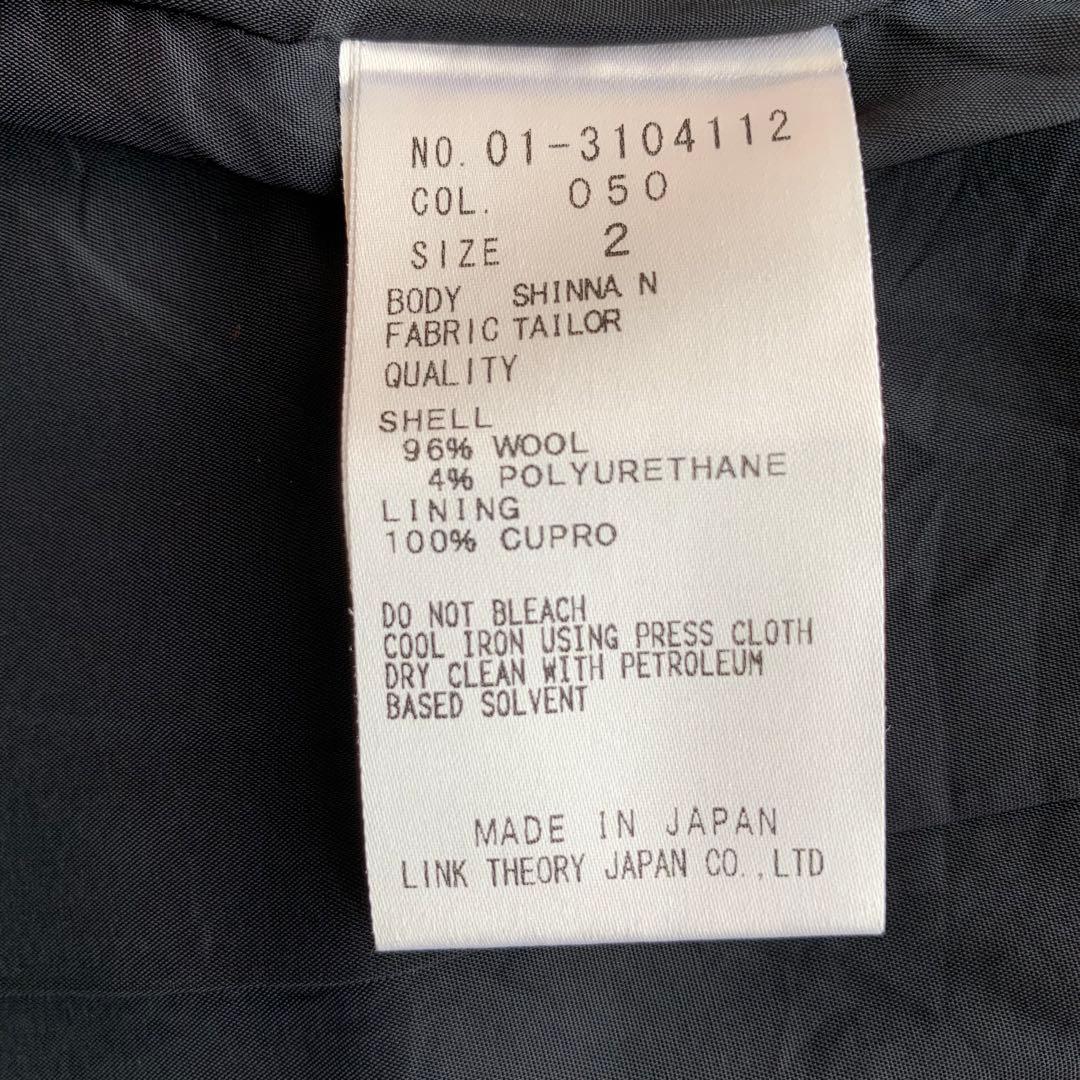 NO. 01-3104112
COL. 050
SIZE 2
BODY SHINNA N
FABRIC TAILOR
QUALITY
SHELL
96% WOOL
4% POLYURETHANE
LINING
100% CUPRO
DO NOT BLEACH
COOL IRON USING PRESS CLOTH
DRY CLEAN WITH PETROLEUM
BASED SOLVENT
MADE IN JAPAN
LINK THEORY JAPAN CO.,LTD